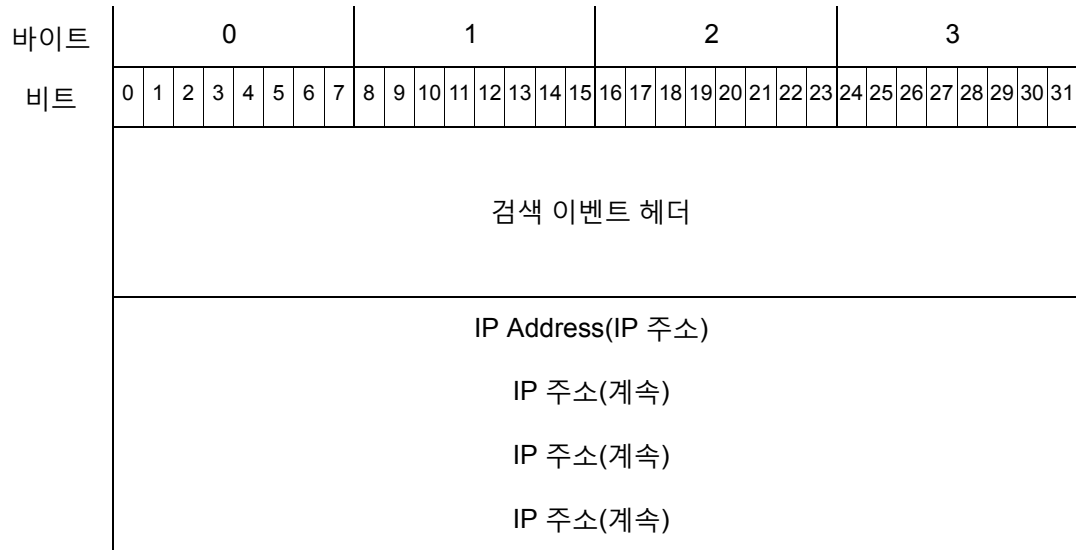 바이트 0 1 2 3
비트 0 1 2 3 4 5 6 7 8 9 10 11 12 13 14 15 16 17 18 19 20 21 22 23 24 25 26 27 28 29 30 31
검색 이벤트 헤더
IP Address(IP 주소)
IP 주소(계속)
IP 주소(계속)
IP 주소(계속)